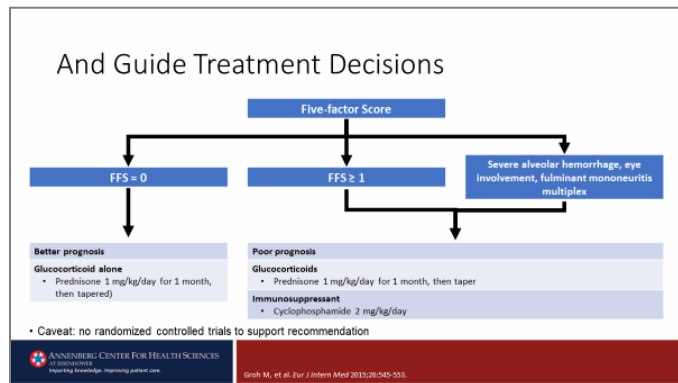 And Guide Treatment Decisions
Five-factor Score
FFS = 0
FFS ≥ 1
Severe alveolar hemorrhage, eye
involvement, fulminant mononeuritis
multiplex
Better prognosis
Glucocorticoid alone
• Prednisone 1 mg/kg/day for 1 month,
then tapered)
Poor prognosis
Glucocorticoids
• Prednisone 1 mg/kg/day for 1 month, then taper
Immunosuppressant
• Cyclophosphamide 2 mg/kg/day
• Caveat: no randomized controlled trials to support recommendation
ANNENBERG CENTER FOR HEALTH SCIENCES
AT EISENHOWER
Imparting knowledge. Improving patient care.
Groh M, et al. Eur J Intern Med 2015;26:545-553.